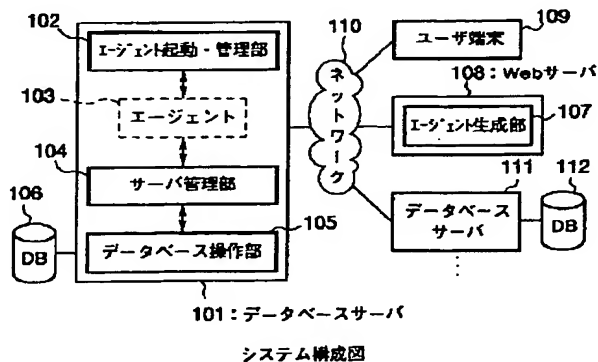 102
エージェント起動・管理部
103
エージェント
104
サーバ管理部
106
DB
105
データベース操作部
101：データベースサーバ
110
ネットワーク
109
ユーザ端末
108：Webサーバ
エージェント生成部
107
111
データベース
サーバ
112
DB
⋮
システム構成図